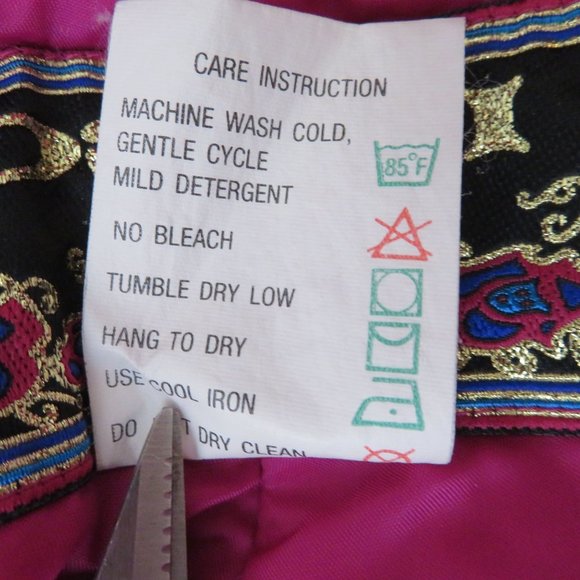 CARE INSTRUCTION
MACHINE WASH COLD,
GENTLE CYCLE
85°F
MILD DETERGENT
NO BLEACH
TUMBLE DRY LOW
HANG TO DRY
USE COOL IRON
DO DRY CLEAN